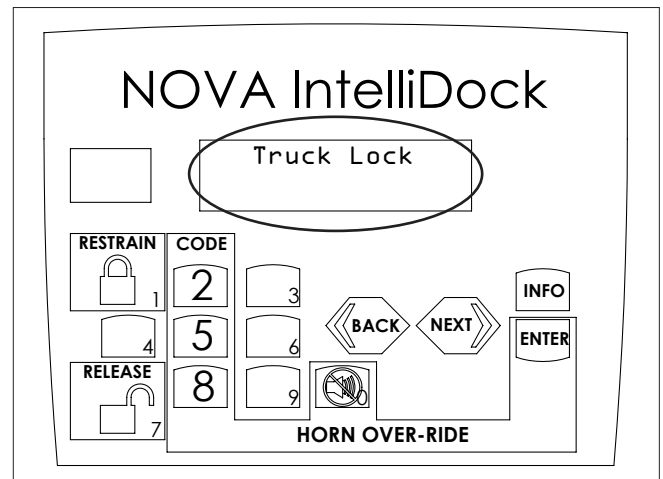 NOVA IntelliDock
Truck Lock
RESTRAIN CODE
1 2 3
INFO
BACK NEXT
4 5 6
ENTER
RELEASE
7 8 9 0
HORN OVER-RIDE